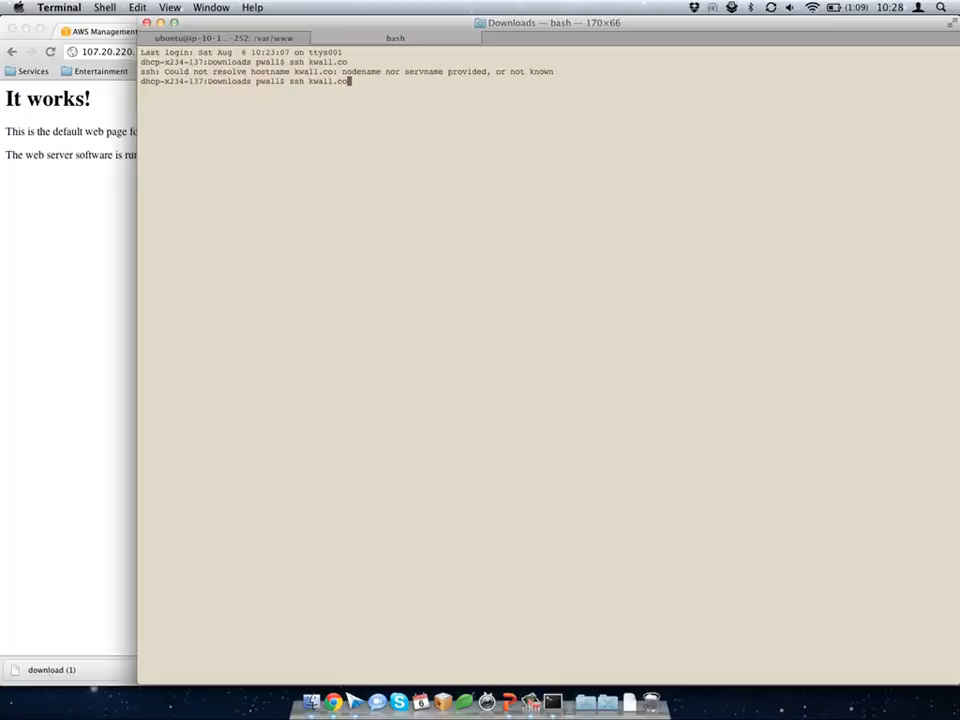 Terminal Shell Edit View Window Help (1:09) 10:28
Downloads — bash — 170×66
AWS Management
ubuntu@ip-10-1...-252: /var/www bash
107.20.220.
Services Entertainment
It works!
This is the default web page fo
The web server software is run
Last login: Sat Aug 6 10:23:07 on ttys001
dhcp-x234-137:Downloads pwall$ ssh kwall.co
ssh: Could not resolve hostname kwall.co: nodename nor servname provided, or not known
dhcp-x234-137:Downloads pwall$ ssh kwall.co
download (1)
6